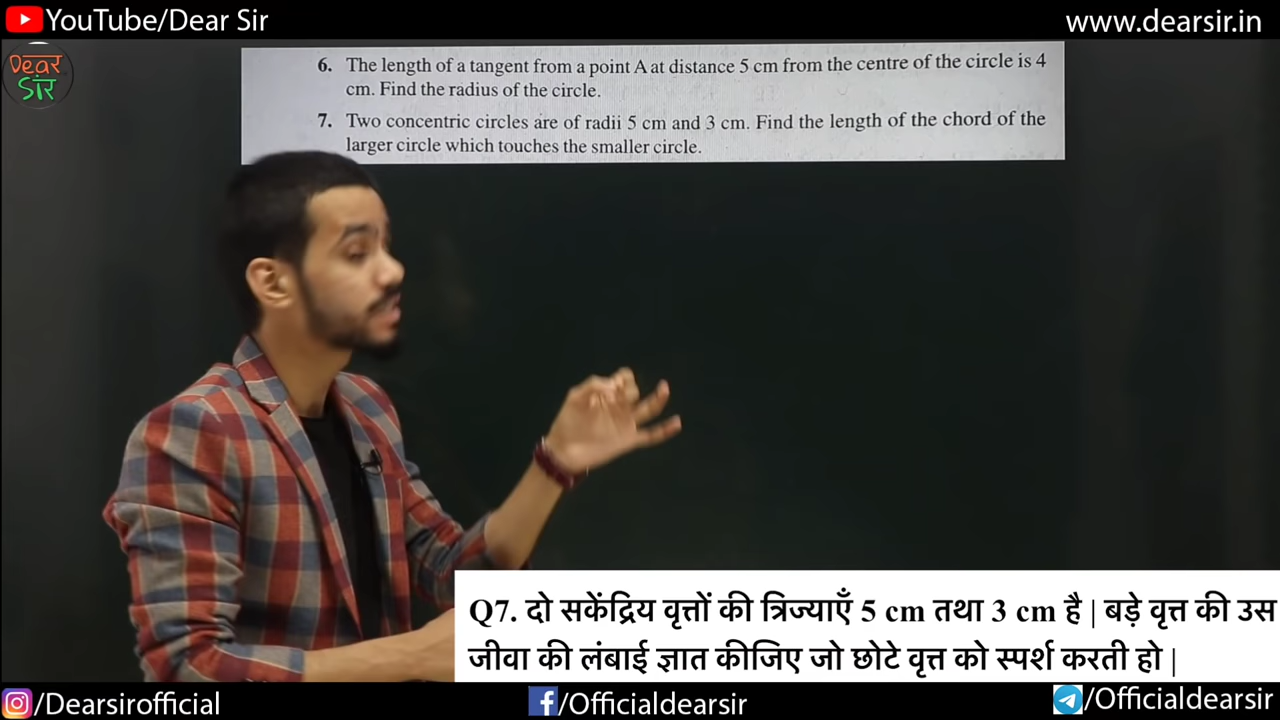 YouTube/Dear Sir
www.dearsir.in
Dear
सर
6. The length of a tangent from a point A at distance 5 cm from the centre of the circle is 4
cm. Find the radius of the circle.
7. Two concentric circles are of radii 5 cm and 3 cm. Find the length of the chord of the
larger circle which touches the smaller circle.
Q7. दो सकेंद्रिय वृत्तों की त्रिज्याएँ 5 cm तथा 3 cm है | बड़े वृत्त की उस
जीवा की लंबाई ज्ञात कीजिए जो छोटे वृत्त को स्पर्श करती हो |
/Dearsirofficial
/Officialdearsir
/Officialdearsir